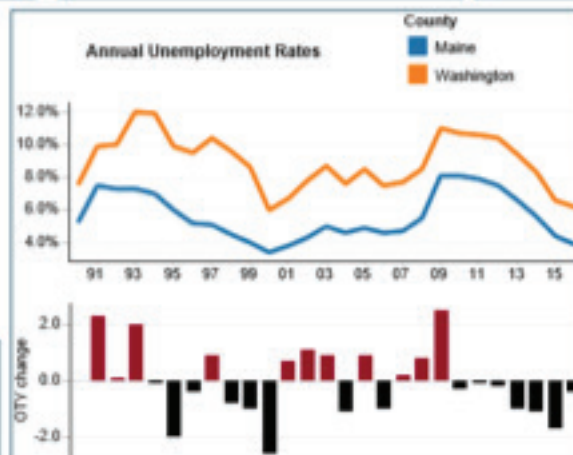 County
Annual Unemployment Rates
Maine
Washington
12.0%
10.0%
8.0%
6.0%
4.0%
91 93 95 97 99 01 03 05 07 09 11 13 15
OTY change
2.0
0.0
-2.0